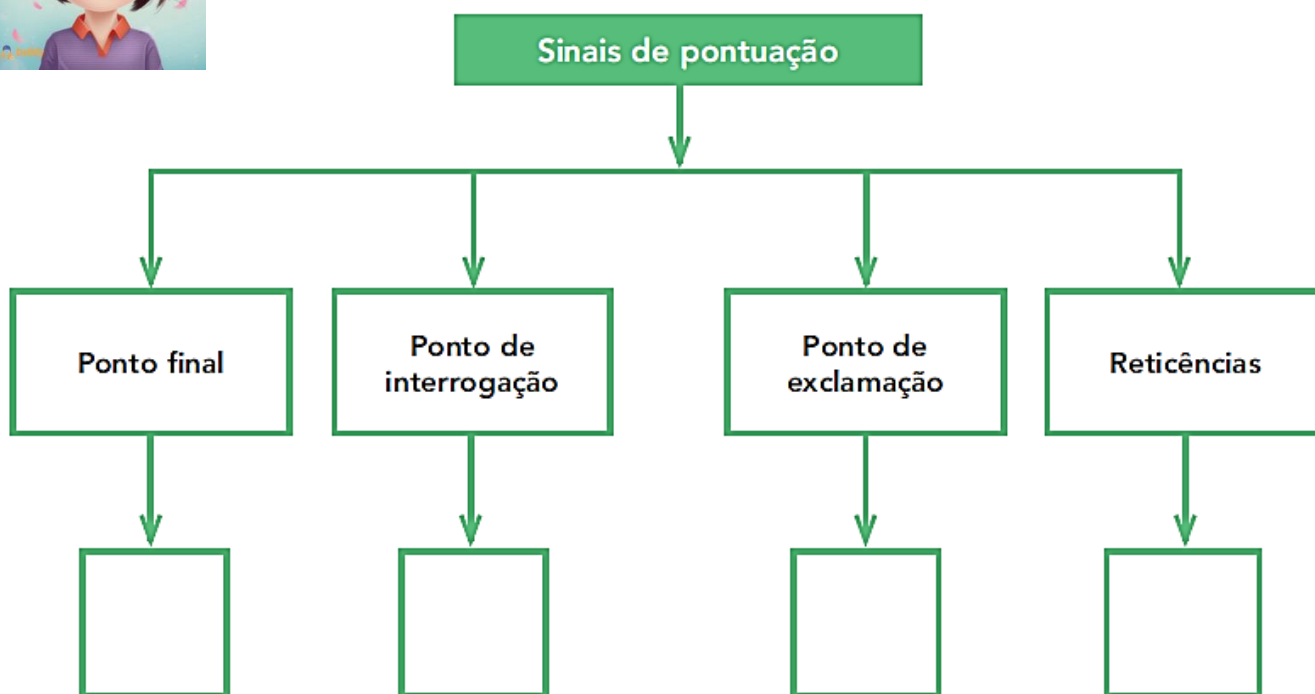 Sinais de pontuação
Ponto final
Ponto de
interrogação
Ponto de
exclamação
Reticências